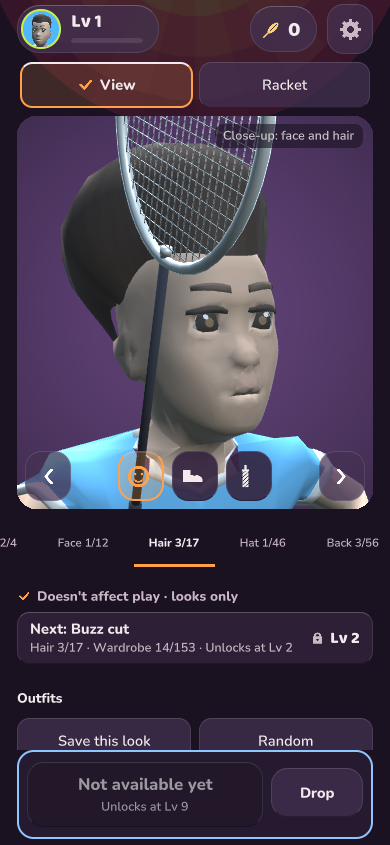 Lv 1
0
View
Racket
Close-up: face and hair
2/4
Face 1/12
Hair 3/17
Hat 1/46
Back 3/56
Doesn't affect play · looks only
Next: Buzz cut
Lv 2
Hair 3/17 · Wardrobe 14/153 · Unlocks at Lv 2
Outfits
Save this look
Random
Not available yet
Unlocks at Lv 9
Drop